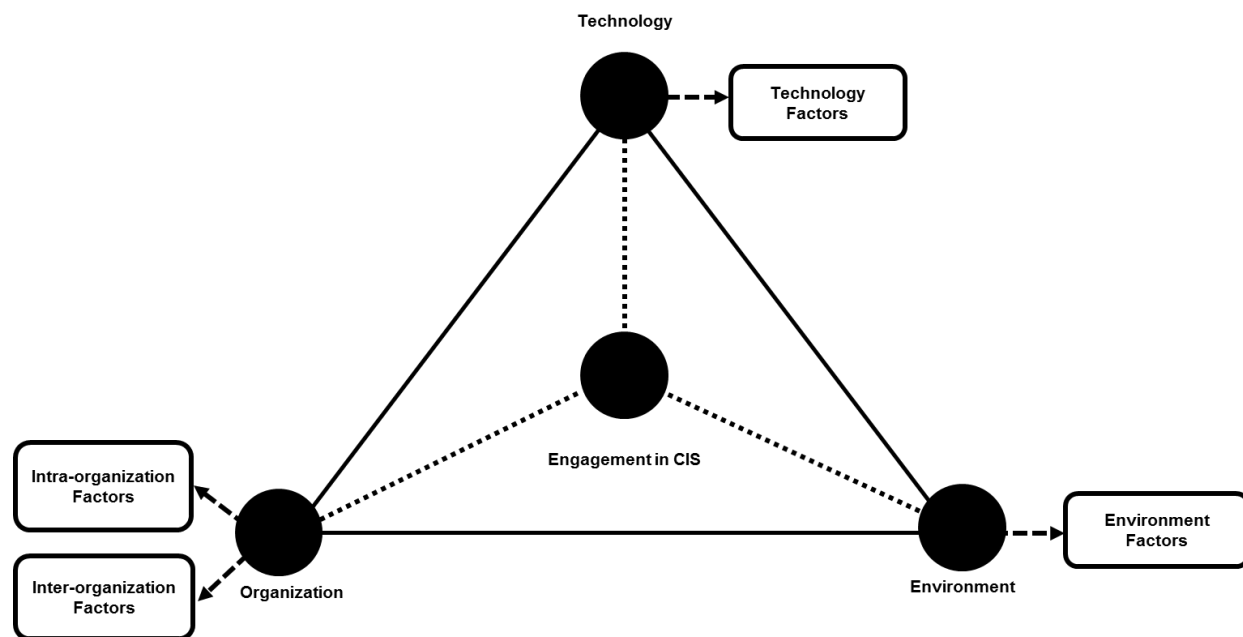 Technology
Technology
Factors
Engagement in CIS
Intra-organization
Factors
Inter-organization
Factors
Organization
Environment
Factors
Environment